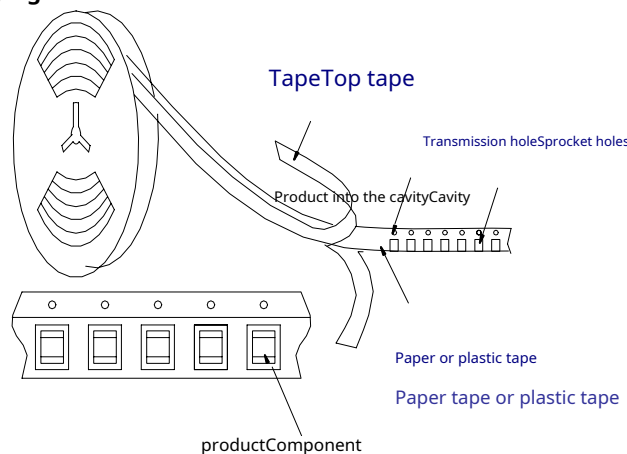 TapeTop tape
Transmission holeSprocket holes
Product into the cavityCavity
Paper or plastic tape
Paper tape or plastic tape
productComponent